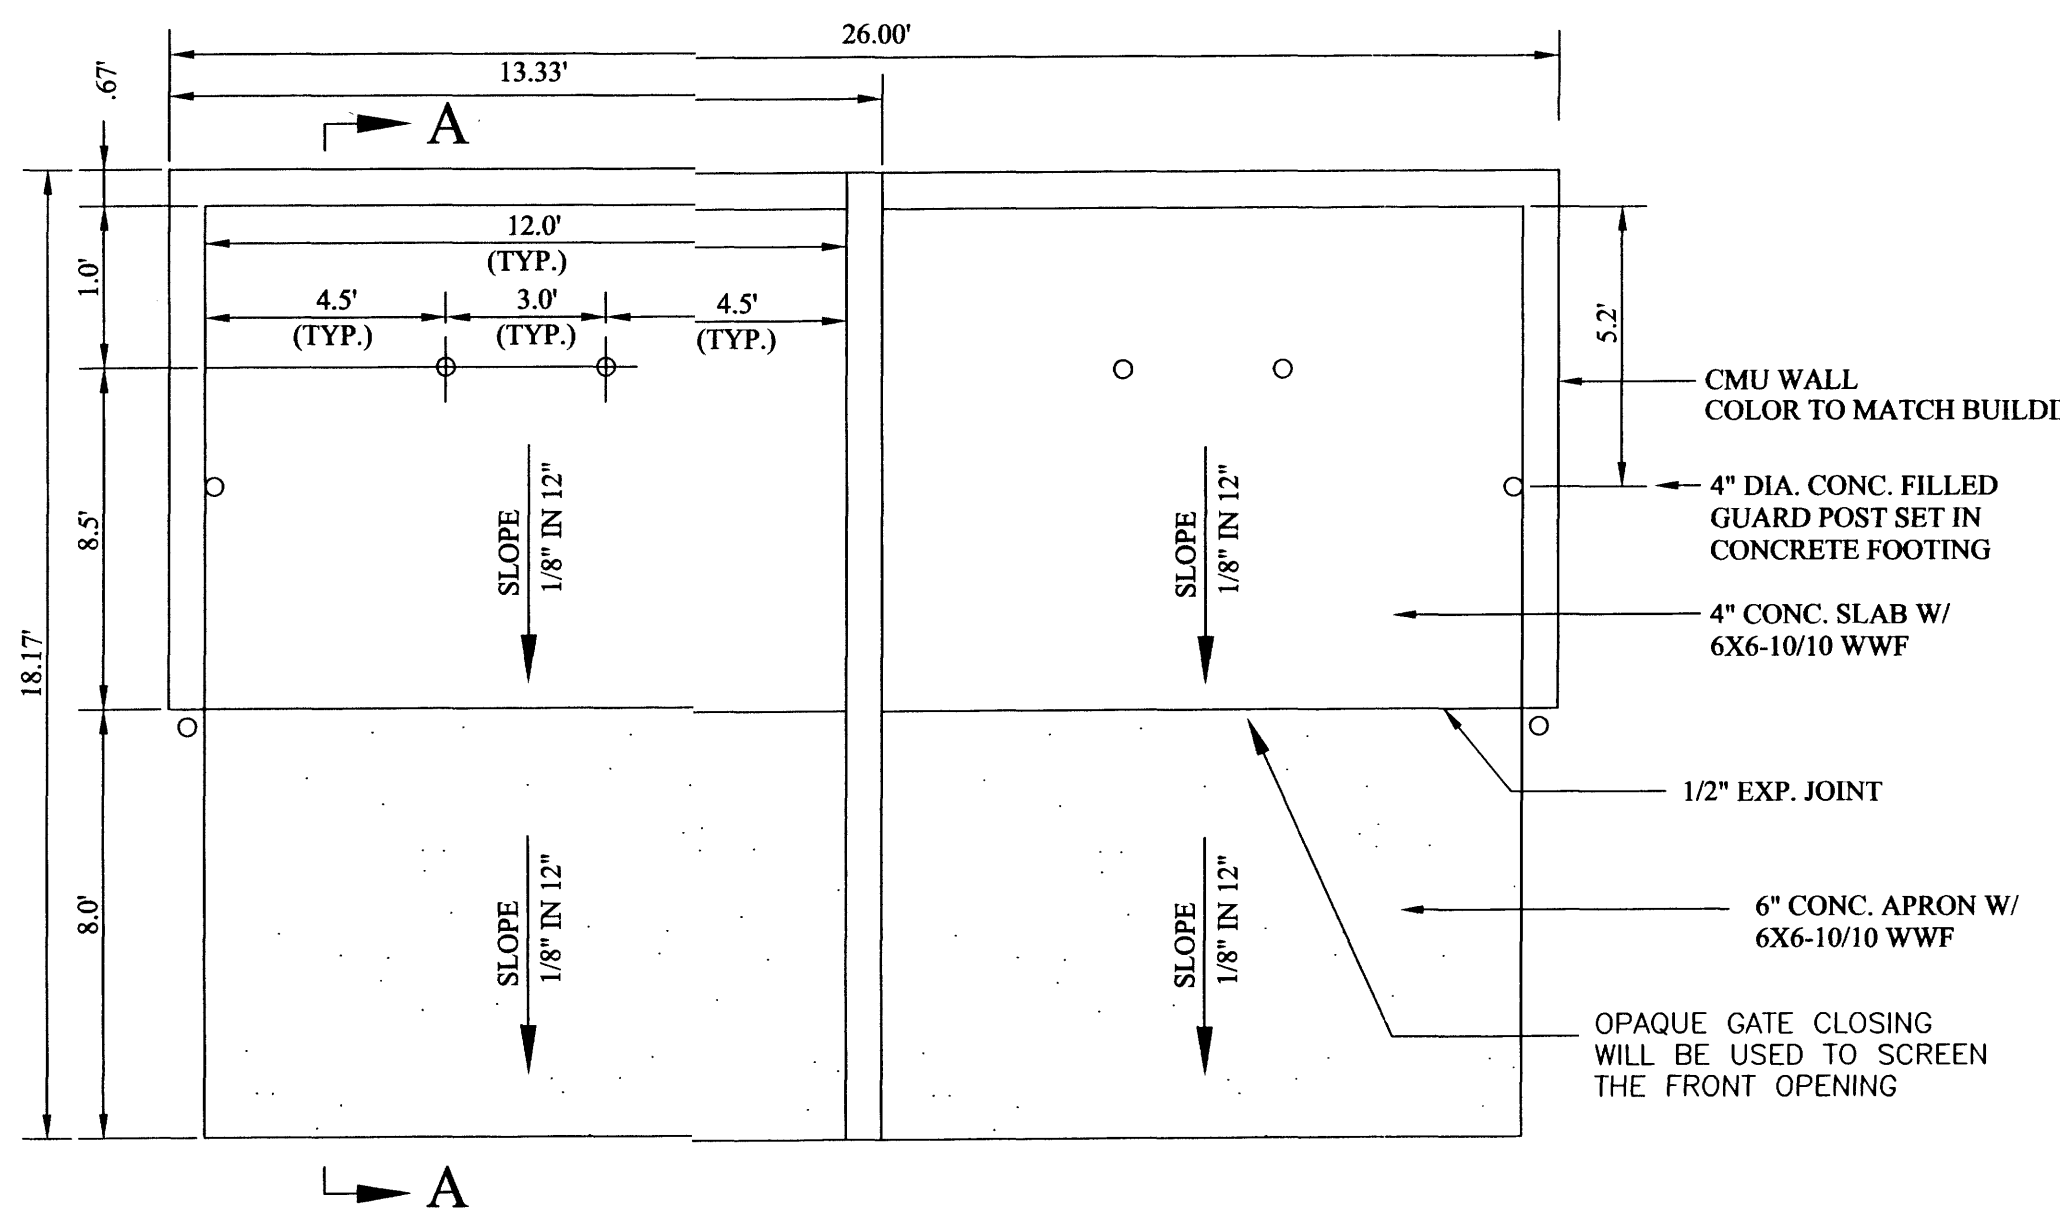 26.00'
13.33'
.67'
A
12.0'
(TYP.)
4.5'
(TYP.)
3.0'
(TYP.)
4.5'
(TYP.)
1.0'
5.2'
CMU WALL
COLOR TO MATCH BUILDI
8.5'
SLOPE
1/8" IN 12"
SLOPE
1/8" IN 12"
4" DIA. CONC. FILLED
GUARD POST SET IN
CONCRETE FOOTING
4" CONC. SLAB W/
6X6-10/10 WWF
18.17'
1/2" EXP. JOINT
8.0'
SLOPE
1/8" IN 12"
SLOPE
1/8" IN 12"
6" CONC. APRON W/
6X6-10/10 WWF
OPAQUE GATE CLOSING
WILL BE USED TO SCREEN
THE FRONT OPENING
A